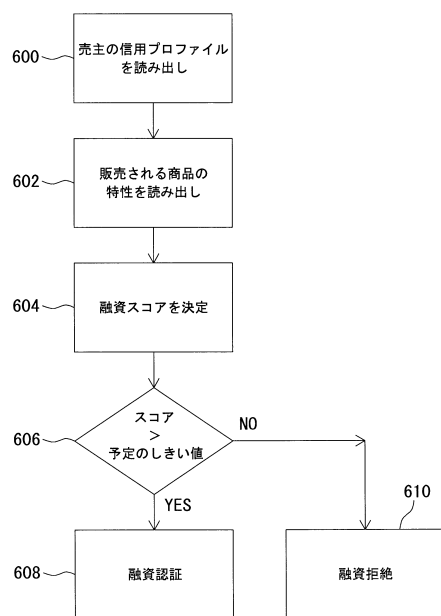 600
売主の信用プロファイル
を読み出し
602
販売される商品の
特性を読み出し
604
融資スコアを決定
606
スコア
>
予定のしきい値
NO
YES
610
608
融資認証
融資拒絶